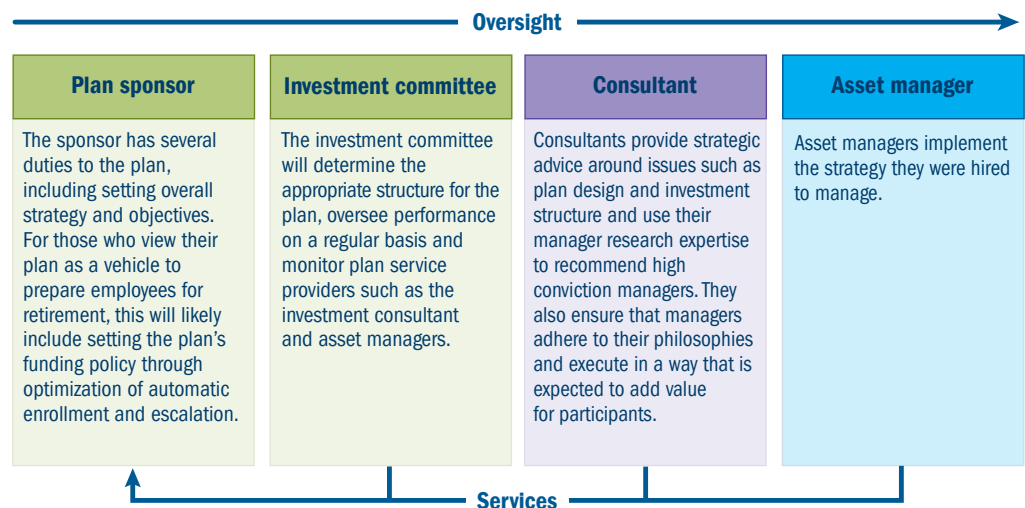 Oversight
Plan sponsor
The sponsor has several
duties to the plan,
including setting overall
strategy and objectives.
For those who view their
plan as a vehicle to
prepare employees for
retirement, this will likely
include setting the plan’s
funding policy through
optimization of automatic
enrollment and escalation.
Investment committee
The investment committee
will determine the
appropriate structure for the
plan, oversee performance
on a regular basis and
monitor plan service
providers such as the
investment consultant
and asset managers.
Consultant
Consultants provide strategic
advice around issues such as
plan design and investment
structure and use their
manager research expertise
to recommend high
conviction managers. They
also ensure that managers
adhere to their philosophies
and execute in a way that is
expected to add value
for participants.
Asset manager
Asset managers implement
the strategy they were hired
to manage.
Services